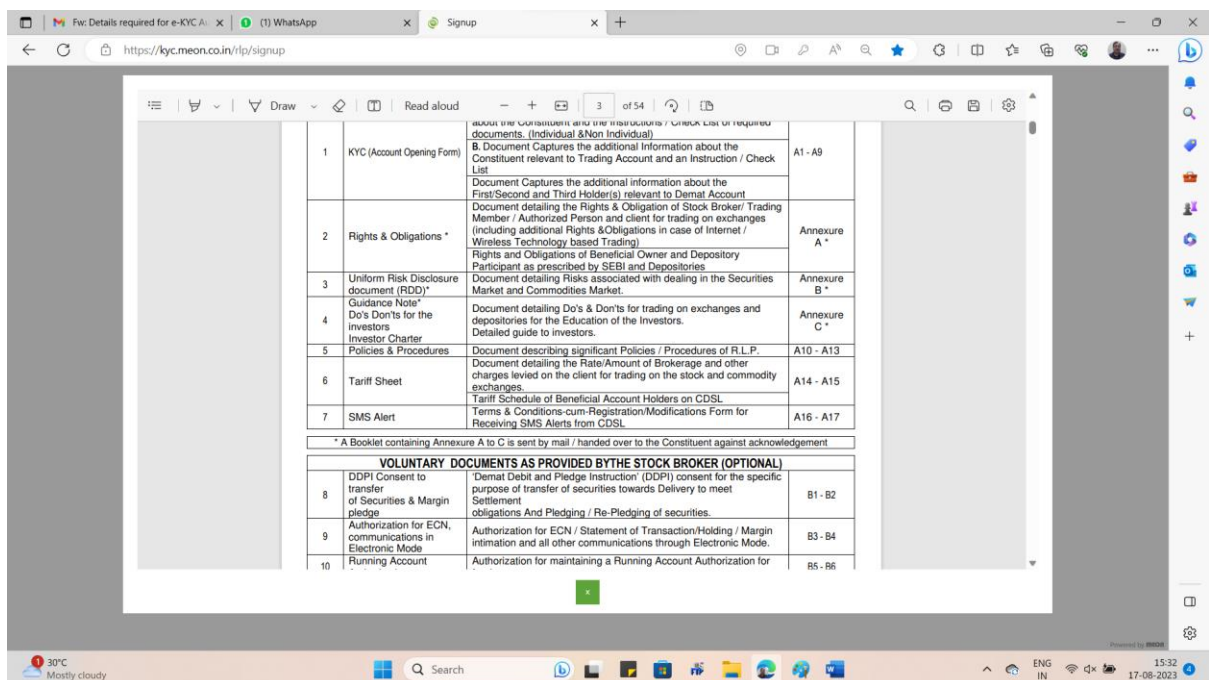 Fw: Details required for e-KYC Au
(1) WhatsApp
Signup
https://kyc.meon.co.in/rlp/signup
Draw
Read aloud
3 of 54
about the Constituent and the Instructions / Check List of required
documents. (Individual &Non Individual)
1 KYC (Account Opening Form)
B. Document Captures the additional Information about the
Constituent relevant to Trading Account and an Instruction / Check
List
A1 - A9
Document Captures the additional information about the
First/Second and Third Holder(s) relevant to Demat Account
2 Rights & Obligations *
Document detailing the Rights & Obligation of Stock Broker/ Trading
Member / Authorized Person and client for trading on exchanges
(including additional Rights &Obligations in case of Internet /
Wireless Technology based Trading)
Rights and Obligations of Beneficial Owner and Depository
Participant as prescribed by SEBI and Depositories
Annexure
A *
3 Uniform Risk Disclosure
document (RDD)*
Document detailing Risks associated with dealing in the Securities
Market and Commodities Market.
Annexure
B *
4 Guidance Note*
Do's Don'ts for the
investors
Investor Charter
Document detailing Do's & Don'ts for trading on exchanges and
depositories for the Education of the Investors.
Detailed guide to investors.
Annexure
C *
5 Policies & Procedures
Document describing significant Policies / Procedures of R.L.P.
A10 - A13
6 Tariff Sheet
Document detailing the Rate/Amount of Brokerage and other
charges levied on the client for trading on the stock and commodity
exchanges.
Tariff Schedule of Beneficial Account Holders on CDSL
A14 - A15
7 SMS Alert
Terms & Conditions-cum-Registration/Modifications Form for
Receiving SMS Alerts from CDSL
A16 - A17
* A Booklet containing Annexure A to C is sent by mail / handed over to the Constituent against acknowledgement
VOLUNTARY DOCUMENTS AS PROVIDED BYTHE STOCK BROKER (OPTIONAL)
8 DDPI Consent to
transfer
of Securities & Margin
pledge
'Demat Debit and Pledge Instruction' (DDPI) consent for the specific
purpose of transfer of securities towards Delivery to meet
Settlement
obligations And Pledging / Re-Pledging of securities.
B1 - B2
9 Authorization for ECN,
communications in
Electronic Mode
Authorization for ECN / Statement of Transaction/Holding / Margin
intimation and all other communications through Electronic Mode.
B3 - B4
10 Running Account
Authorization for maintaining a Running Account Authorization for
B5 - B6
x
Powered by meon
1
30°C
Mostly cloudy
Search
ENG
IN
15:32
17-08-2023
4